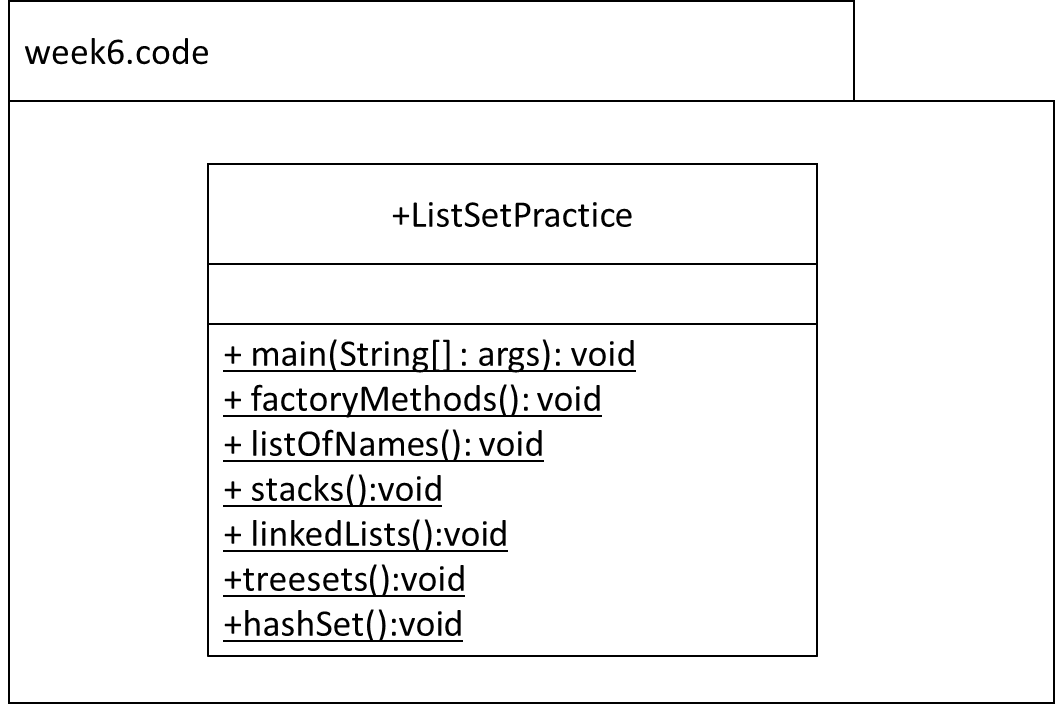 week6.code
+ListSetPractice
+ main(String[] : args): void
+ factoryMethods(): void
+ listOfNames(): void
+ stacks():void
+ linkedLists():void
+treesets():void
+hashSet():void